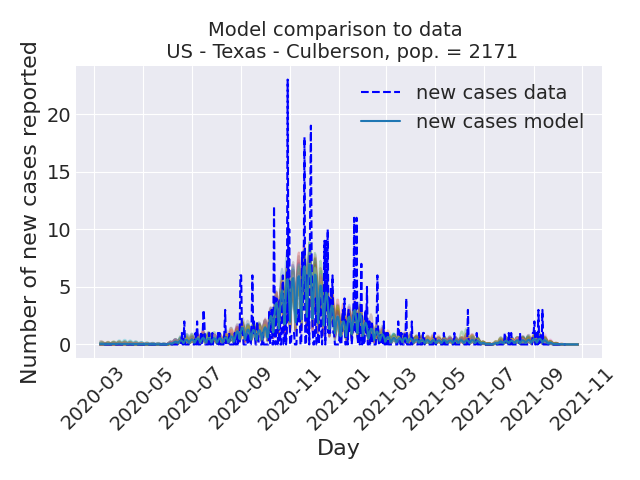 Model comparison to data
US - Texas - Culberson, pop. = 2171
Number of new cases reported
20
15
10
5
0
new cases data
new cases model
2020-03
2020-05
2020-07
2020-09
2020-11
2021-01
2021-03
2021-05
2021-07
2021-09
2021-11
Day